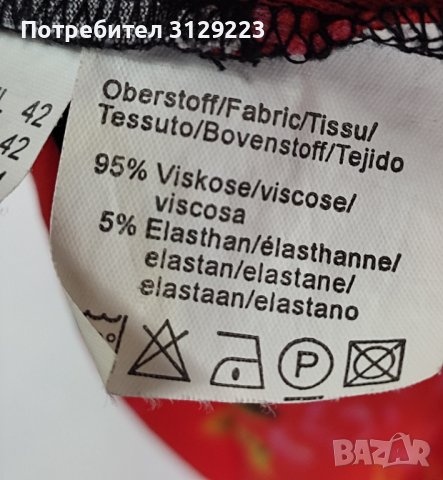 Потребител 3129223
42
42
Oberstoff/Fabric/Tissu/
Tessuto/Bovenstoff/Tejido
95% Viskose/viscose/
viscosa
5% Elasthan/élasthanne/
elastan/elastane/
elastaan/elastano
P
BAZAR